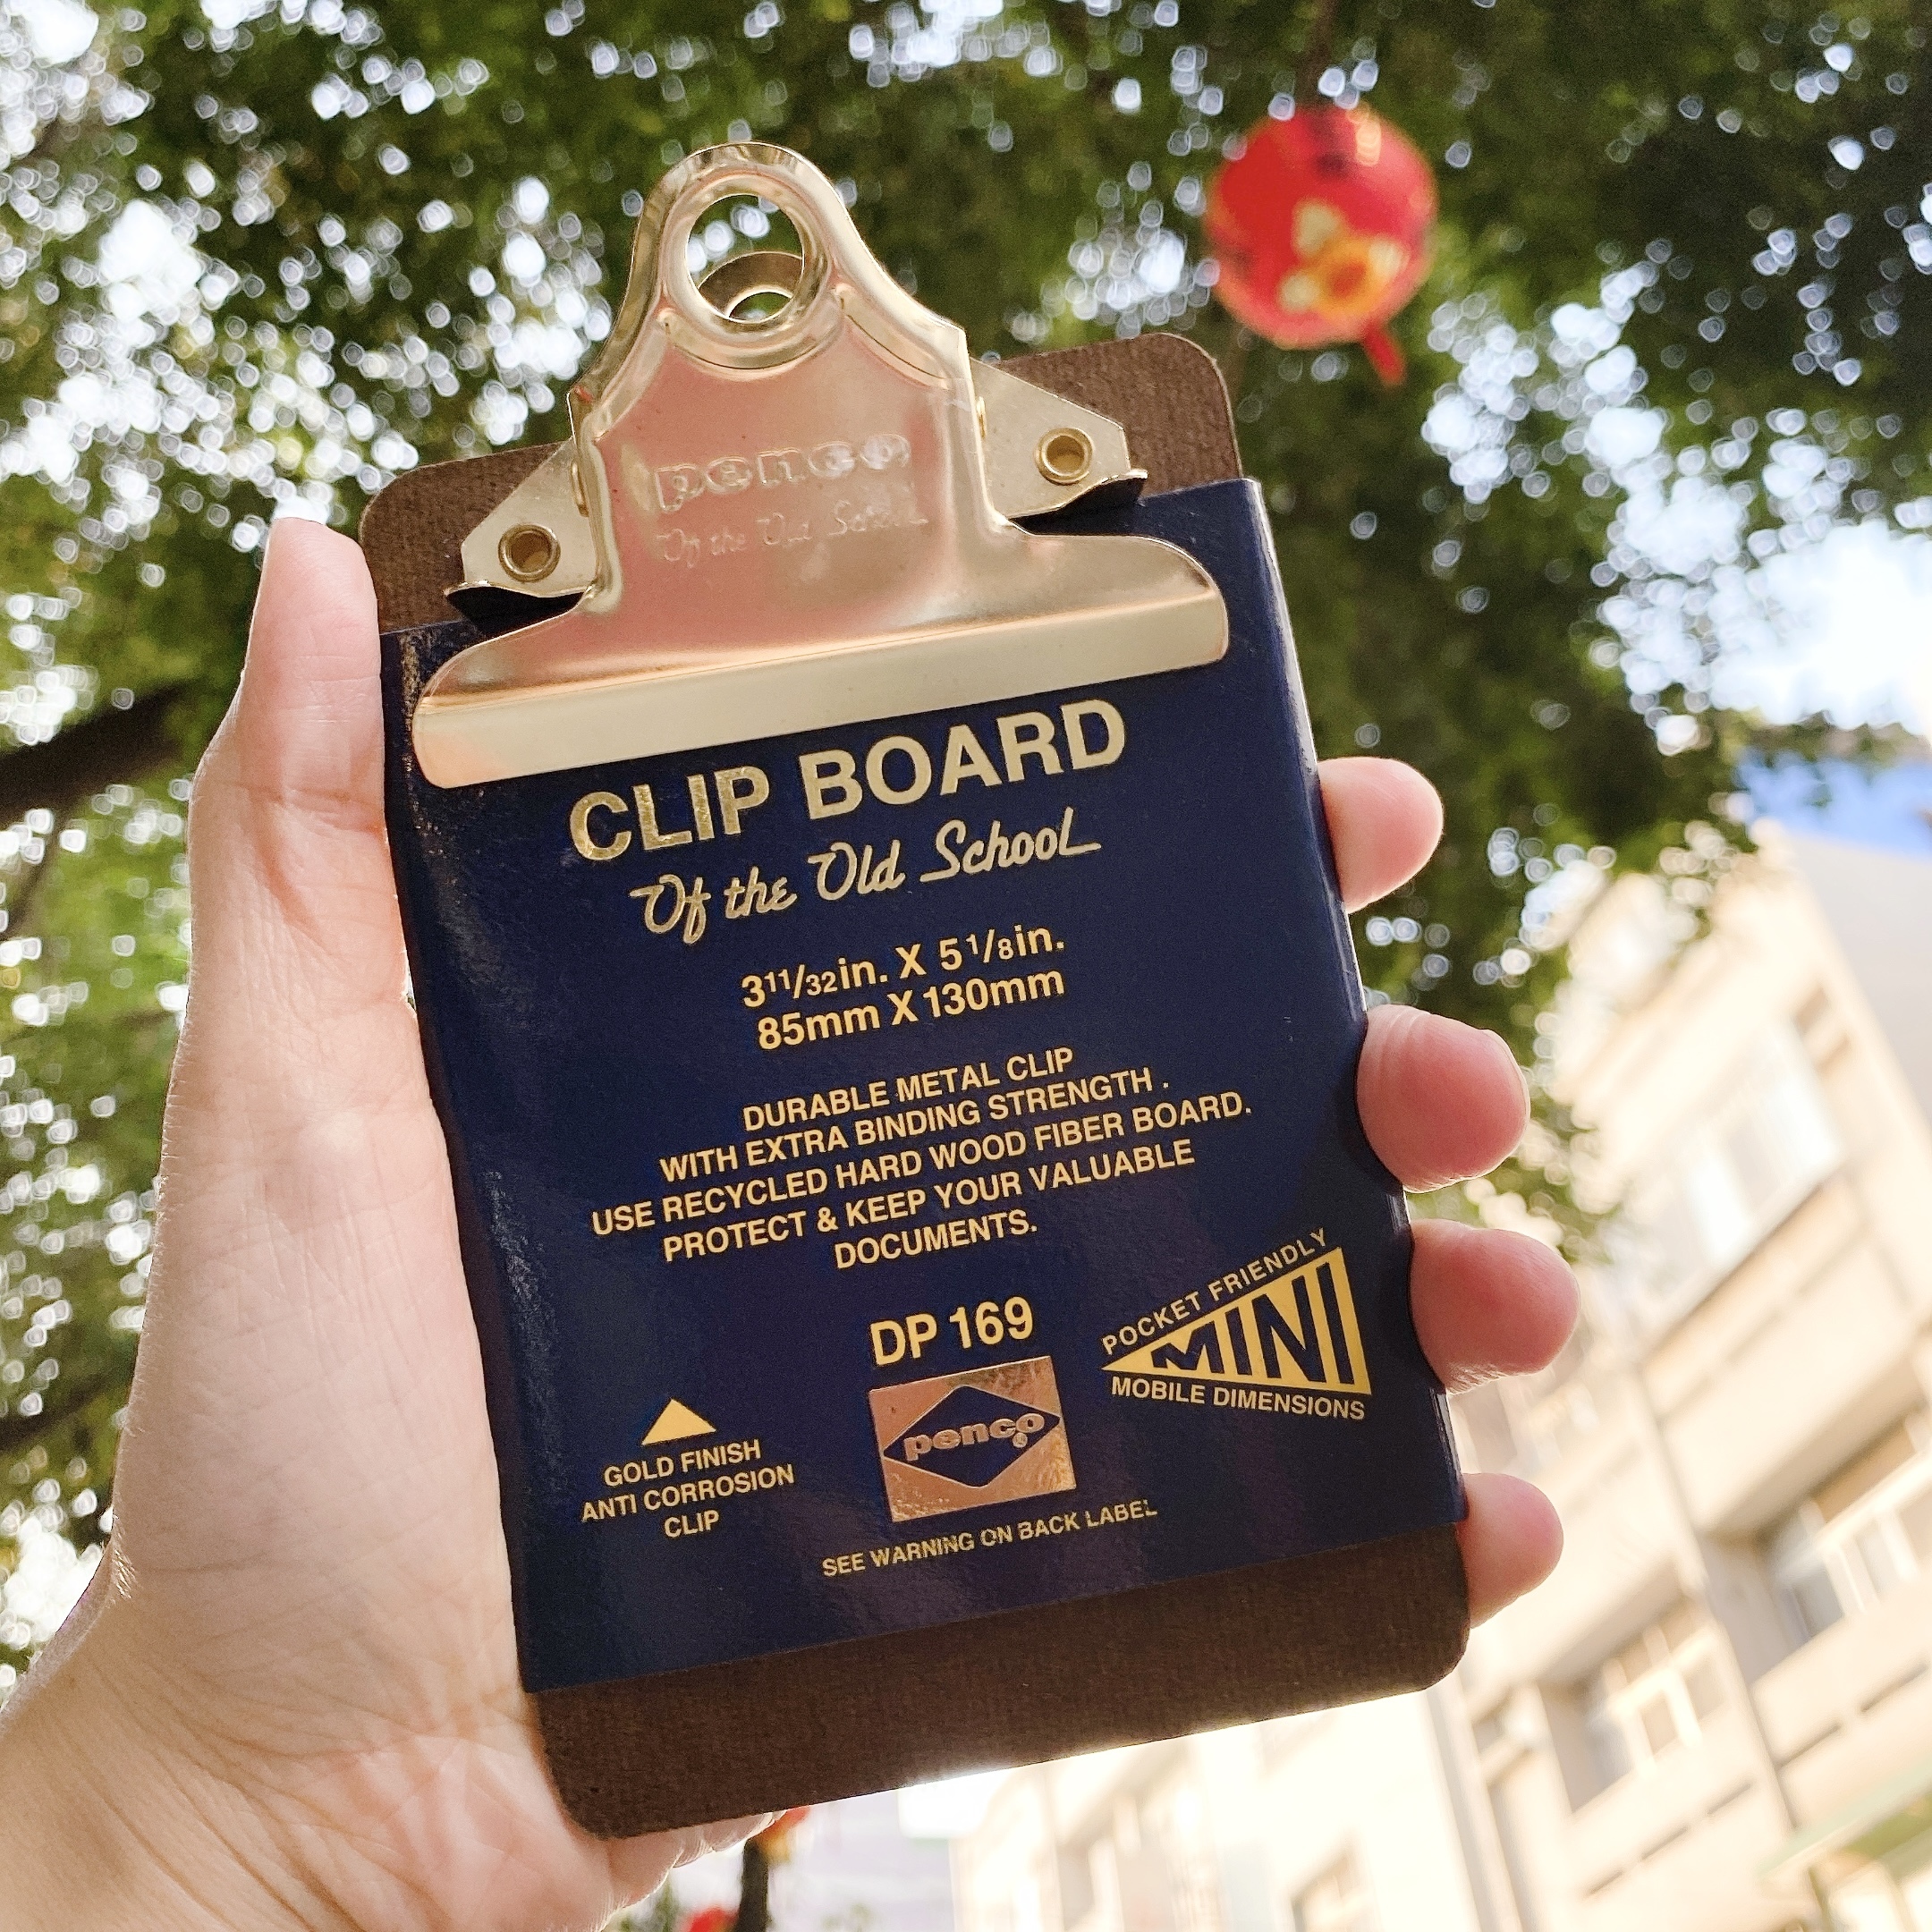 penco
Of the Old School
CLIP BOARD
Of the Old School
3 11/32in. X 5 1/8in.
85mm X 130mm
DURABLE METAL CLIP
WITH EXTRA BINDING STRENGTH .
USE RECYCLED HARD WOOD FIBER BOARD.
PROTECT & KEEP YOUR VALUABLE
DOCUMENTS.
DP 169
POCKET FRIENDLY
MINI
MOBILE DIMENSIONS
penco®
GOLD FINISH
ANTI CORROSION
CLIP
SEE WARNING ON BACK LABEL